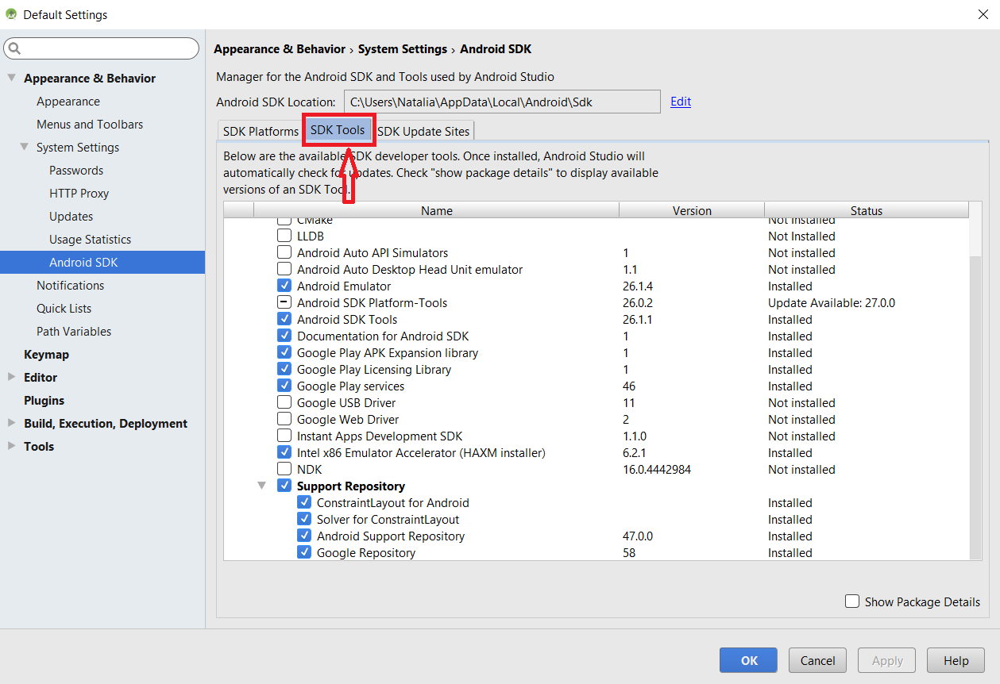 Default Settings
Appearance & Behavior › System Settings › Android SDK
Appearance & Behavior
Appearance
Menus and Toolbars
System Settings
Passwords
HTTP Proxy
Updates
Usage Statistics
Android SDK
Notifications
Quick Lists
Path Variables
Keymap
Editor
Plugins
Build, Execution, Deployment
Tools
Manager for the Android SDK and Tools used by Android Studio
Android SDK Location: C:\Users\Natalia\AppData\Local\Android\Sdk Edit
SDK Platforms SDK Tools SDK Update Sites
Below are the available SDK developer tools. Once installed, Android Studio will
automatically check for updates. Check "show package details" to display available
versions of an SDK Tool.
Name Version Status
CMake Not installed
LLDB Not Installed
Android Auto API Simulators 1 Not installed
Android Auto Desktop Head Unit emulator 1.1 Not installed
Android Emulator 26.1.4 Installed
Android SDK Platform-Tools 26.0.2 Update Available: 27.0.0
Android SDK Tools 26.1.1 Installed
Documentation for Android SDK 1 Installed
Google Play APK Expansion library 1 Installed
Google Play Licensing Library 1 Installed
Google Play services 46 Installed
Google USB Driver 11 Not installed
Google Web Driver 2 Not installed
Instant Apps Development SDK 1.1.0 Not installed
Intel x86 Emulator Accelerator (HAXM installer) 6.2.1 Installed
NDK 16.0.4442984 Not installed
Support Repository
ConstraintLayout for Android Installed
Solver for ConstraintLayout Installed
Android Support Repository 47.0.0 Installed
Google Repository 58 Installed
Show Package Details
OK Cancel Apply Help